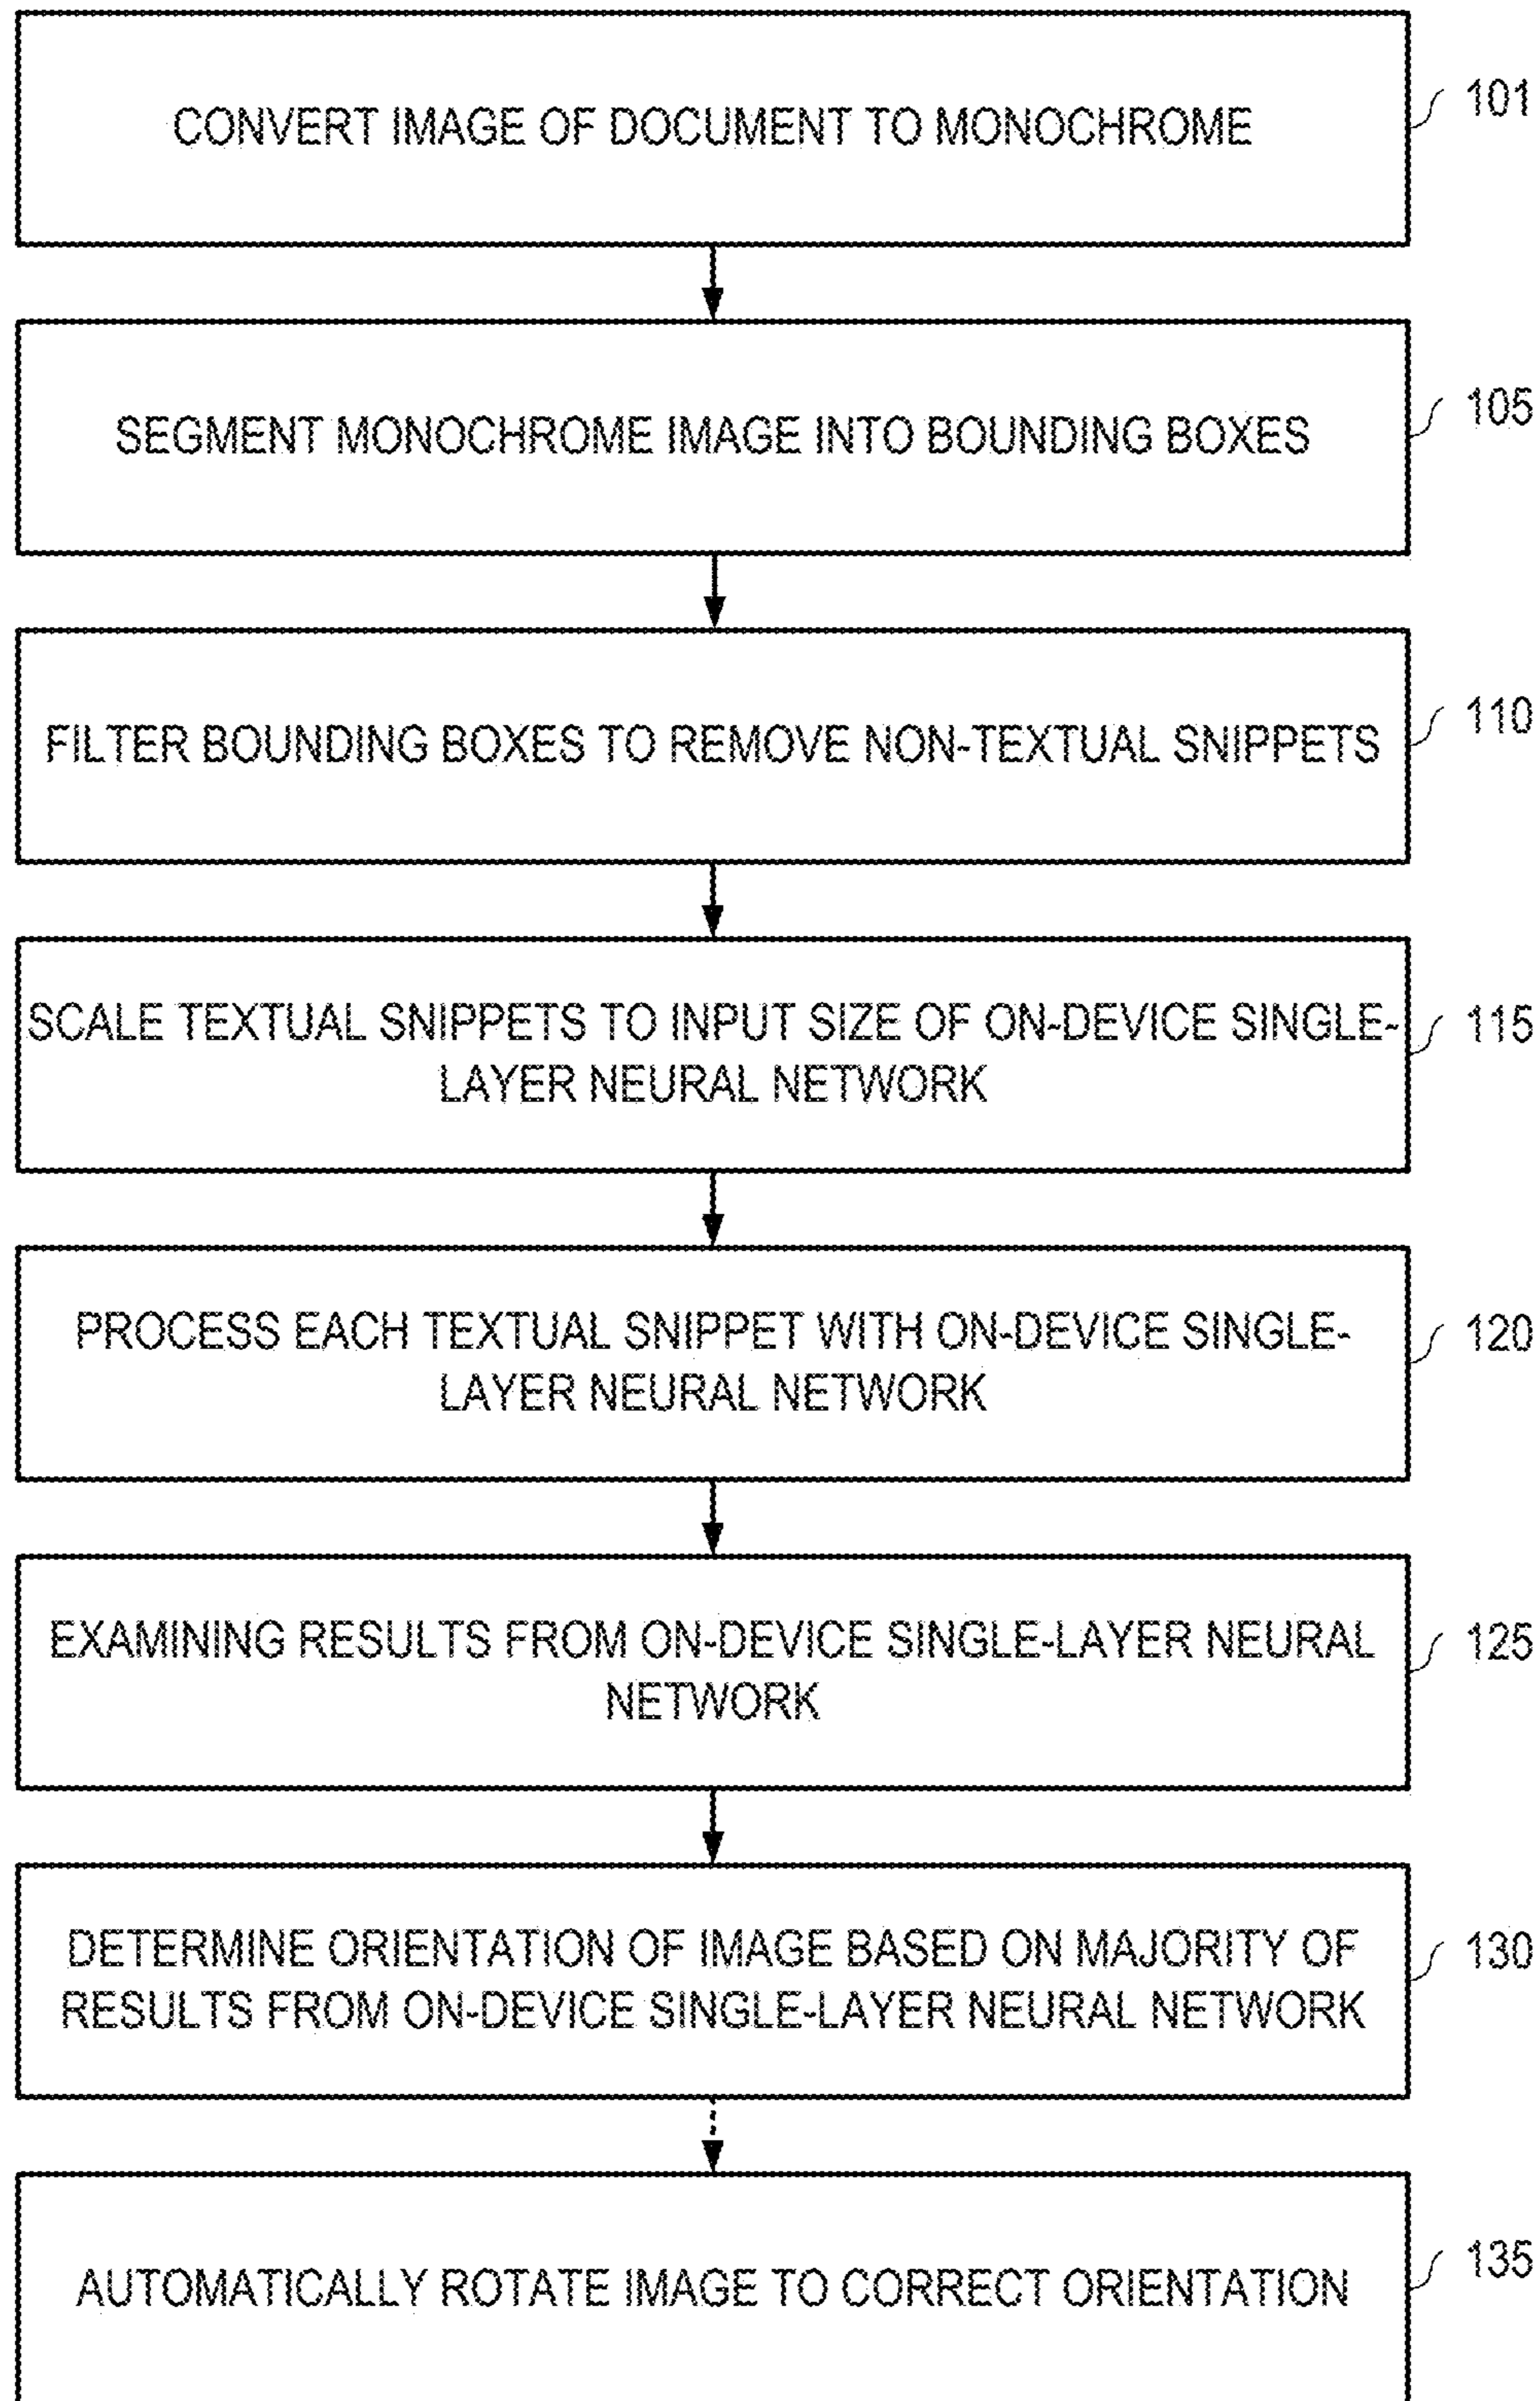 CONVERT IMAGE OF DOCUMENT TO MONOCHROME
101
SEGMENT MONOCHROME IMAGE INTO BOUNDING BOXES
105
FILTER BOUNDING BOXES TO REMOVE NON-TEXTUAL SNIPPETS
110
SCALE TEXTUAL SNIPPETS TO INPUT SIZE OF ON-DEVICE SINGLE-
LAYER NEURAL NETWORK
115
PROCESS EACH TEXTUAL SNIPPET WITH ON-DEVICE SINGLE-
LAYER NEURAL NETWORK
120
EXAMINING RESULTS FROM ON-DEVICE SINGLE-LAYER NEURAL
NETWORK
125
DETERMINE ORIENTATION OF IMAGE BASED ON MAJORITY OF
RESULTS FROM ON-DEVICE SINGLE-LAYER NEURAL NETWORK
130
AUTOMATICALLY ROTATE IMAGE TO CORRECT ORIENTATION
135